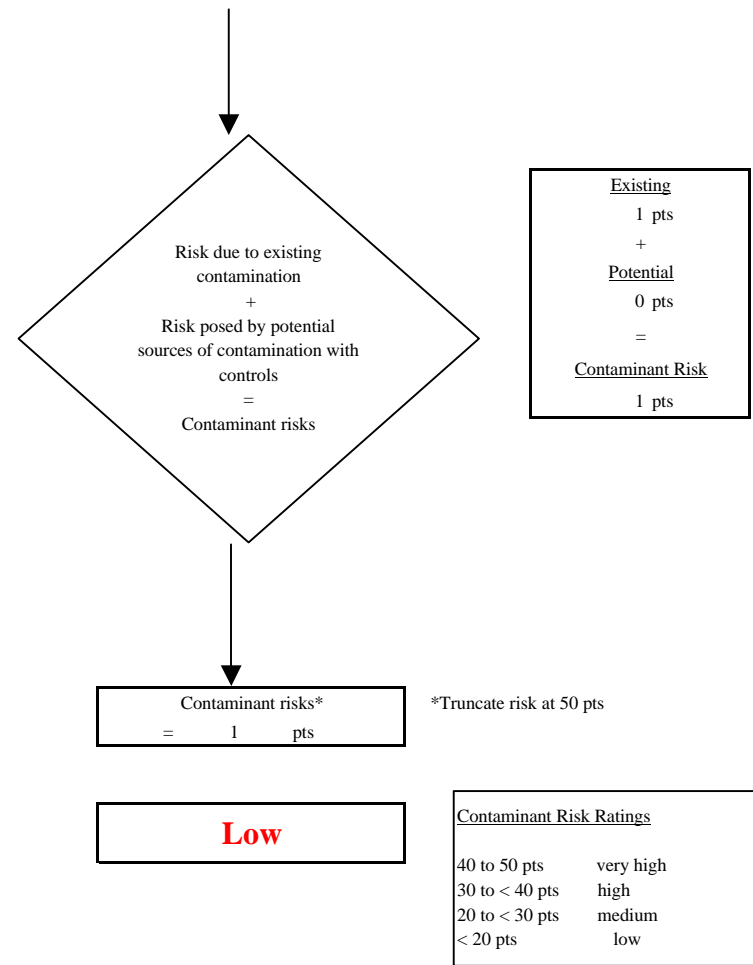 Risk due to existing
contamination
+
Risk posed by potential
sources of contamination with
controls
=
Contaminant risks
Existing
1 pts
+
Potential
0 pts
=
Contaminant Risk
1 pts
Contaminant risks*
= 1 pts
*Truncate risk at 50 pts
Low
Contaminant Risk Ratings
40 to 50 pts very high
30 to < 40 pts high
20 to < 30 pts medium
< 20 pts low